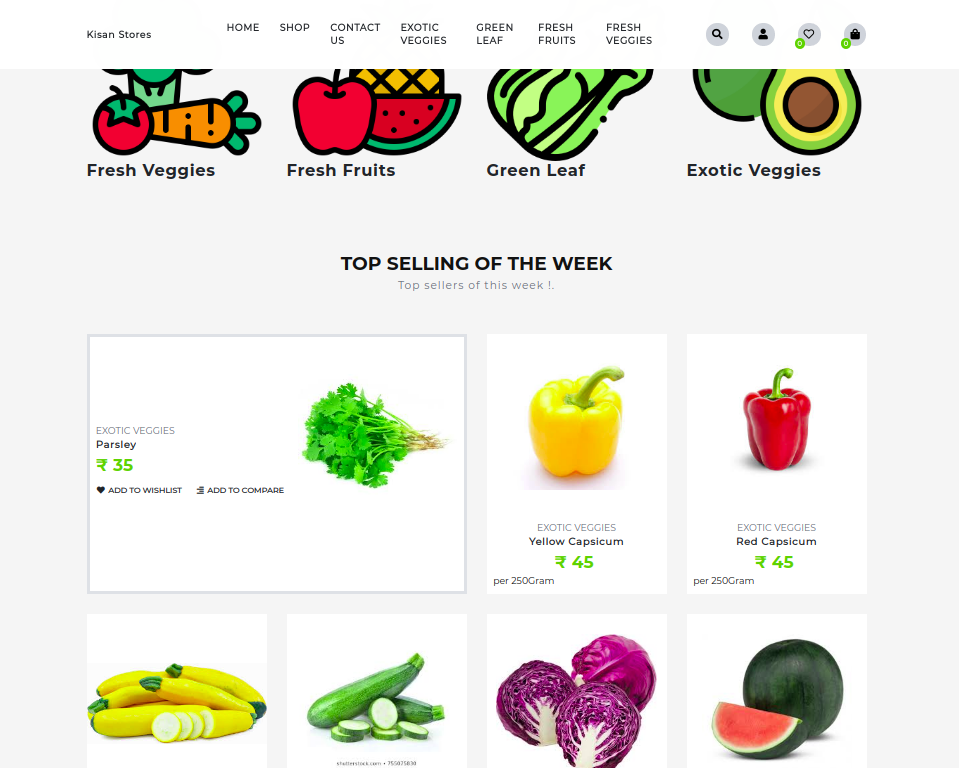 Kisan Stores
HOME
SHOP
CONTACT
US
EXOTIC
VEGGIES
GREEN
LEAF
FRESH
FRUITS
FRESH
VEGGIES
0
0
Fresh Veggies
Fresh Fruits
Green Leaf
Exotic Veggies
TOP SELLING OF THE WEEK
Top sellers of this week !.
EXOTIC VEGGIES
Parsley
₹ 35
ADD TO WISHLIST
ADD TO COMPARE
EXOTIC VEGGIES
Yellow Capsicum
₹ 45
per 250Gram
EXOTIC VEGGIES
Red Capsicum
₹ 45
per 250Gram
shutterstock.com • 755075830